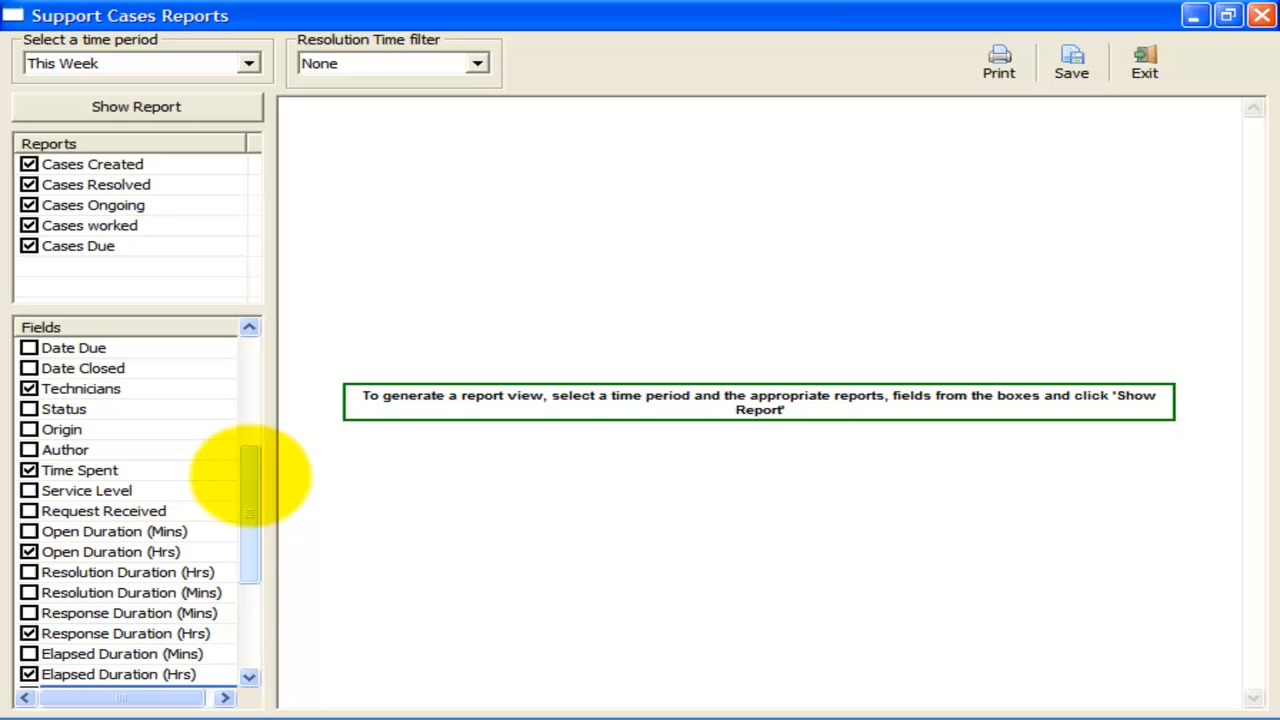 Support Cases Reports
Select a time period
Resolution Time filter
This Week
None
Print
Save
Exit
Show Report
Reports
Cases Created
Cases Resolved
Cases Ongoing
Cases worked
Cases Due
Fields
Date Due
Date Closed
Technicians
Status
Origin
Author
Time Spent
Service Level
Request Received
Open Duration (Mins)
Open Duration (Hrs)
Resolution Duration (Hrs)
Resolution Duration (Mins)
Response Duration (Mins)
Response Duration (Hrs)
Elapsed Duration (Mins)
Elapsed Duration (Hrs)
To generate a report view, select a time period and the appropriate reports, fields from the boxes and click 'Show
Report'